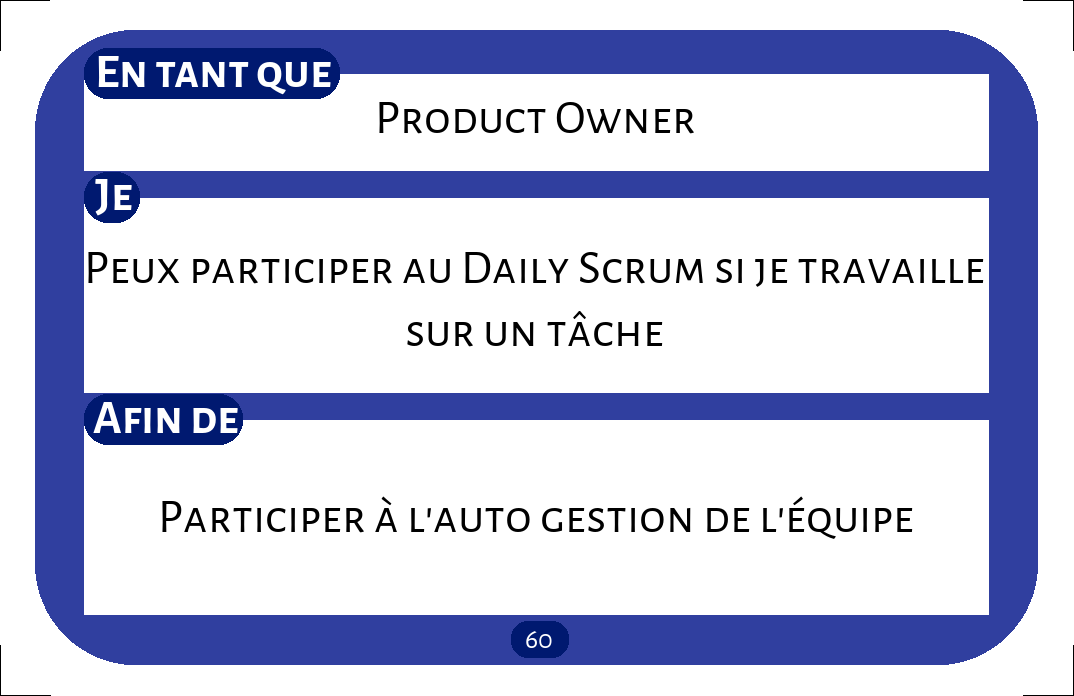 En tant que
Product Owner
Je
Peux participer au Daily Scrum si je travaille
sur un tâche
Afin de
Participer à l'auto gestion de l'équipe
60